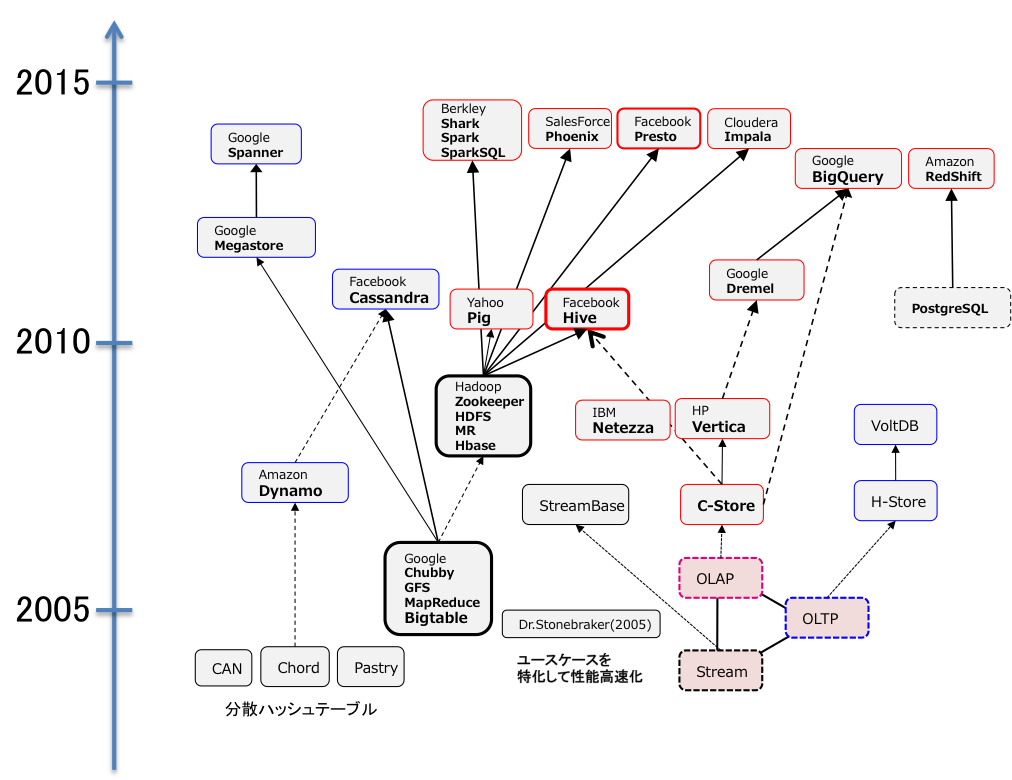 2015
Berkley
Shark
Spark
SparkSQL
SalesForce
Phoenix
Facebook
Presto
Cloudera
Impala
Google
Spanner
Google
BigQuery
Amazon
RedShift
Google
Megastore
Facebook
Cassandra
Yahoo
Pig
Facebook
Hive
Google
Dremel
PostgreSQL
2010
Hadoop
Zookeeper
HDFS
MR
Hbase
IBM
Netezza
HP
Vertica
VoltDB
Amazon
Dynamo
StreamBase
C-Store
H-Store
Google
Chubby
GFS
MapReduce
Bigtable
OLAP
2005
Dr.Stonebraker(2005)
OLTP
CAN
Chord
Pastry
ユースケースを
特化して性能高速化
Stream
分散ハッシュテーブル